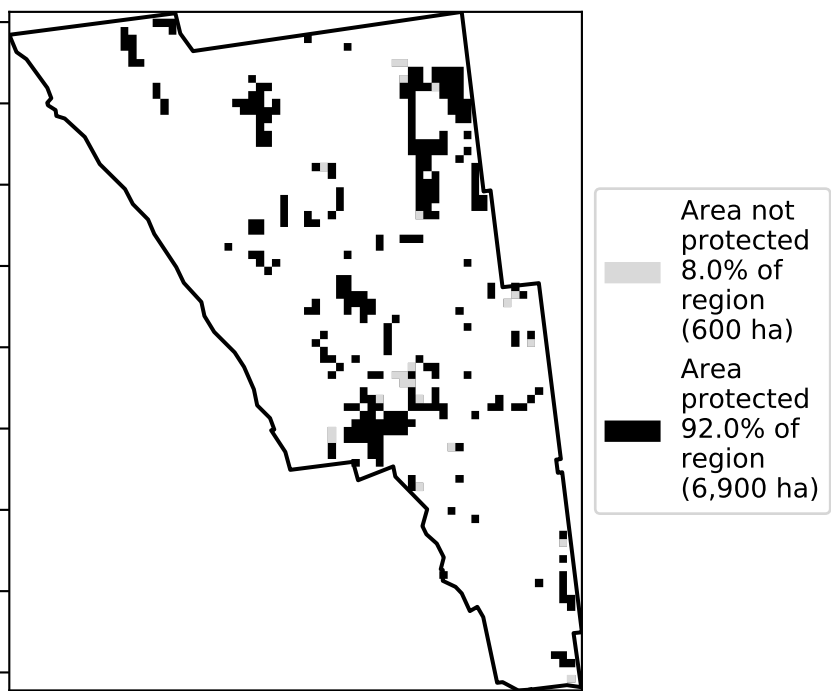 Area not
protected
8.0% of
region
(600 ha)
Area
protected
92.0% of
region
(6,900 ha)